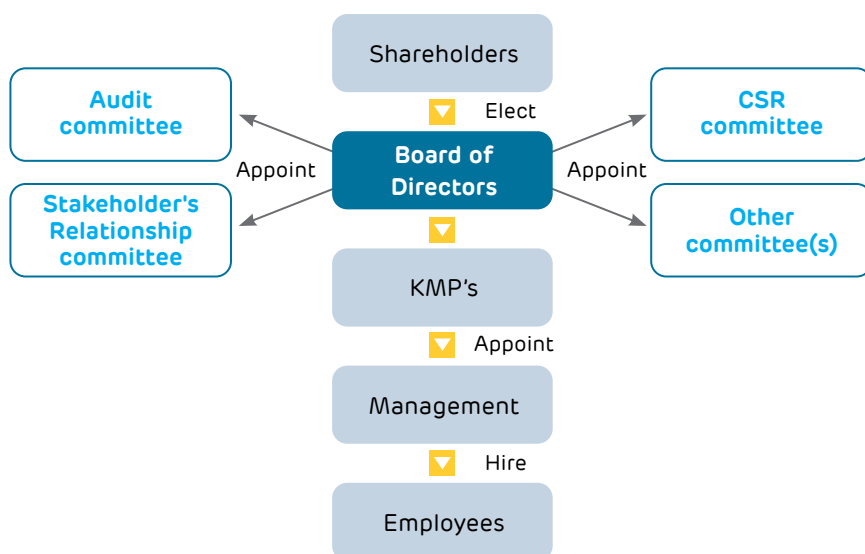 Shareholders
Elect
Audit
committee
CSR
committee
Board of
Directors
Appoint
Appoint
Stakeholder's
Relationship
committee
Other
committee(s)
KMP's
Appoint
Management
Hire
Employees